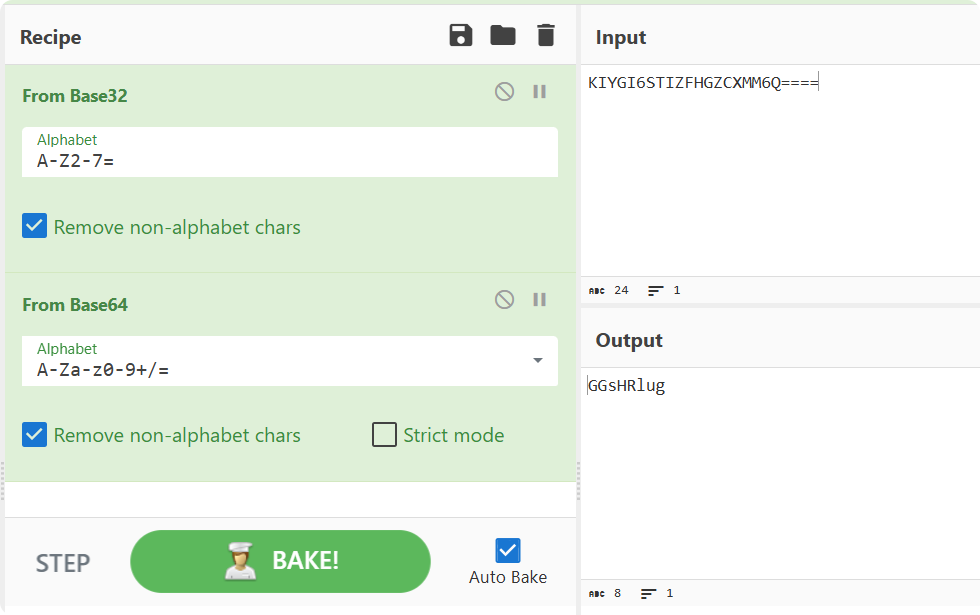 Recipe
From Base32
Alphabet
A-Z2-7=
Remove non-alphabet chars
From Base64
Alphabet
A-Za-z0-9+/=
Remove non-alphabet chars
Strict mode
STEP
BAKE!
Auto Bake
Input
KIYGI6STIZFHGZCXMM6Q====
ABC 24
1
Output
GGsHRlug
ABC 8
1